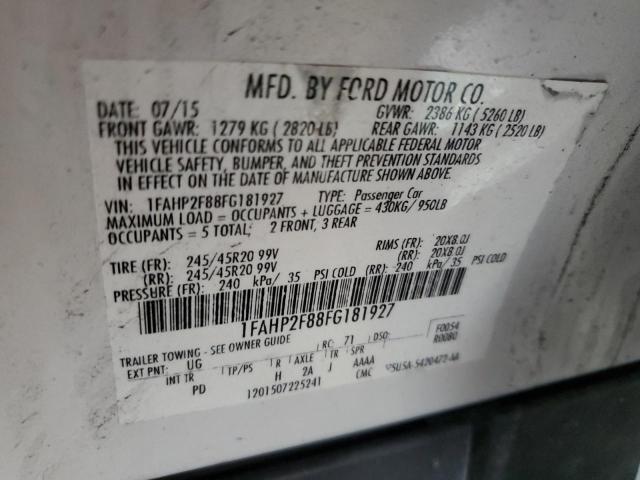 MFD. BY FORD MOTOR CO.
DATE: 07/15 GVWR: 2386 KG ( 5260 LB)
FRONT GAWR: 1279 KG ( 2820 LB) REAR GAWR: 1143 KG ( 2520 LB)
THIS VEHICLE CONFORMS TO ALL APPLICABLE FEDERAL MOTOR
VEHICLE SAFETY, BUMPER, AND THEFT PREVENTION STANDARDS
IN EFFECT ON THE DATE OF MANUFACTURE SHOWN ABOVE.
VIN: 1FAHP2F88FG181927 TYPE: Passenger Car
MAXIMUM LOAD = OCCUPANTS + LUGGAGE = 430KG/ 950LB
OCCUPANTS = 5 TOTAL; 2 FRONT, 3 REAR
TIRE (FR): 245/45R20 99V RIMS (FR): 20X8.0J
(RR): 245/45R20 99V (RR): 20X8.0J
PRESSURE (FR): 240 kPa/ 35 PSI COLD (RR): 240 kPa/ 35 PSI COLD
1FAHP2F88FG181927
TRAILER TOWING - SEE OWNER GUIDE RC: 71 DSO: F0054
EXT PNT: UG R0080
INT TR TP/PS R AXLE TR SPR
PD H 2A J AAAA CMC
1201507225241